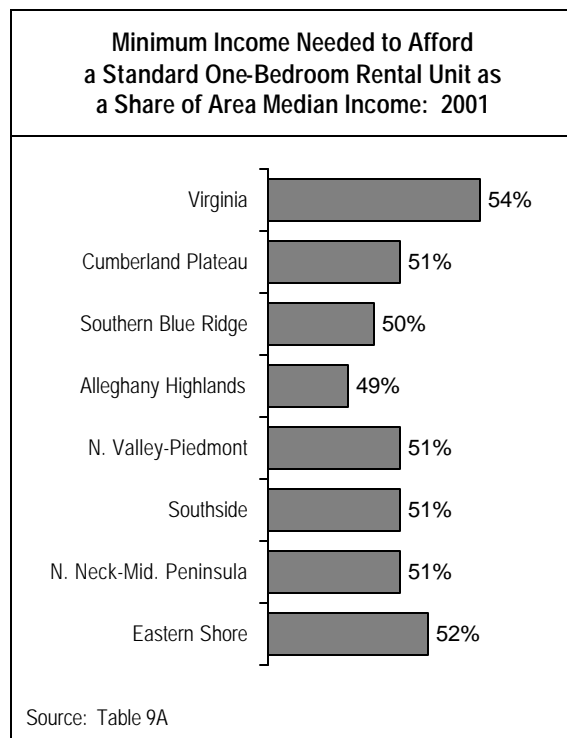 Minimum Income Needed to Afford
a Standard One-Bedroom Rental Unit as
a Share of Area Median Income: 2001
Virginia 54%
Cumberland Plateau 51%
Southern Blue Ridge 50%
Alleghany Highlands 49%
N. Valley-Piedmont 51%
Southside 51%
N. Neck-Mid. Peninsula 51%
Eastern Shore 52%
Source: Table 9A